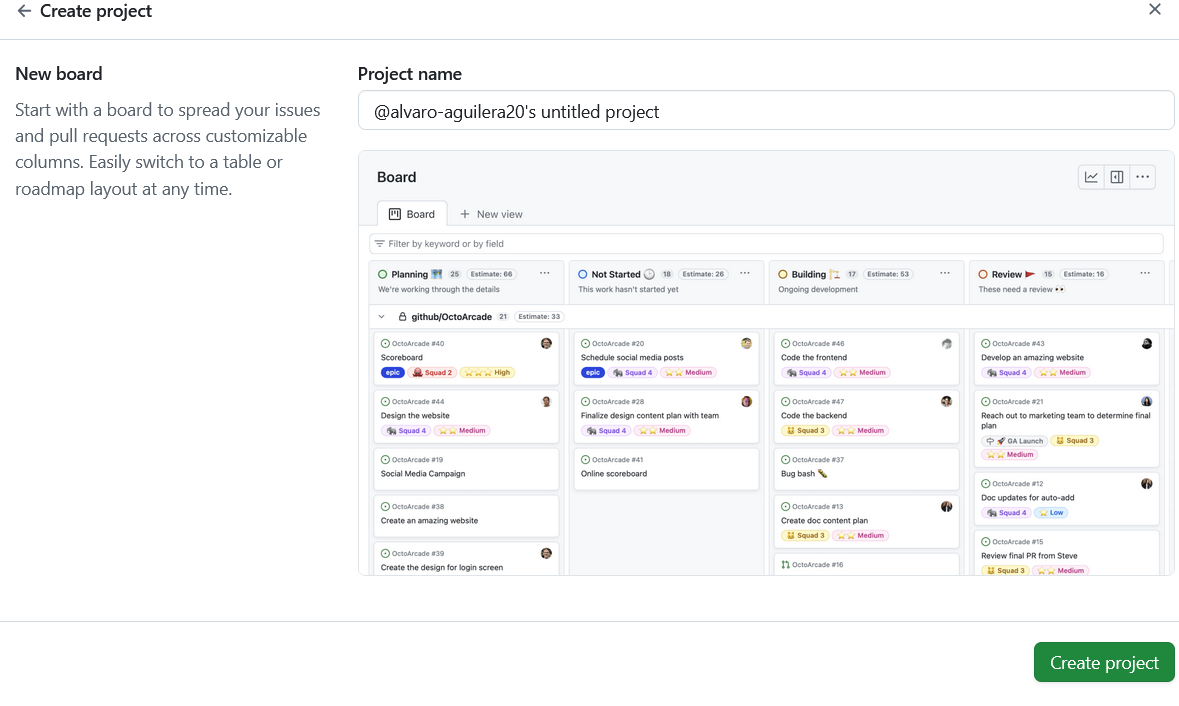 Create project
New board
Start with a board to spread your issues
and pull requests across customizable
columns. Easily switch to a table or
roadmap layout at any time.
Project name
@alvaro-aguilera20's untitled project
Board
Board
New view
Filter by keyword or by field
Planning 25 Estimate: 66
We're working through the details
Not Started 18 Estimate: 26
This work hasn't started yet
Building 17 Estimate: 53
Ongoing development
Review 15 Estimate: 16
These need a review
github/OctoArcade 21 Estimate: 33
OctoArcade #40
Scoreboard
epic Squad 2 High
OctoArcade #44
Design the website
Squad 4 Medium
OctoArcade #19
Social Media Campaign
OctoArcade #38
Create an amazing website
OctoArcade #39
Create the design for login screen
OctoArcade #20
Schedule social media posts
epic Squad 4 Medium
OctoArcade #28
Finalize design content plan with team
Squad 4 Medium
OctoArcade #41
Online scoreboard
OctoArcade #46
Code the frontend
Squad 4 Medium
OctoArcade #47
Code the backend
Squad 3 Medium
OctoArcade #37
Bug bash
OctoArcade #13
Create doc content plan
Squad 3 Medium
OctoArcade #16
OctoArcade #43
Develop an amazing website
Squad 4 Medium
OctoArcade #21
Reach out to marketing team to determine final
plan
GA Launch Squad 3
Medium
OctoArcade #12
Doc updates for auto-add
Squad 4 Low
OctoArcade #15
Review final PR from Steve
Squad 3 Medium
Create project